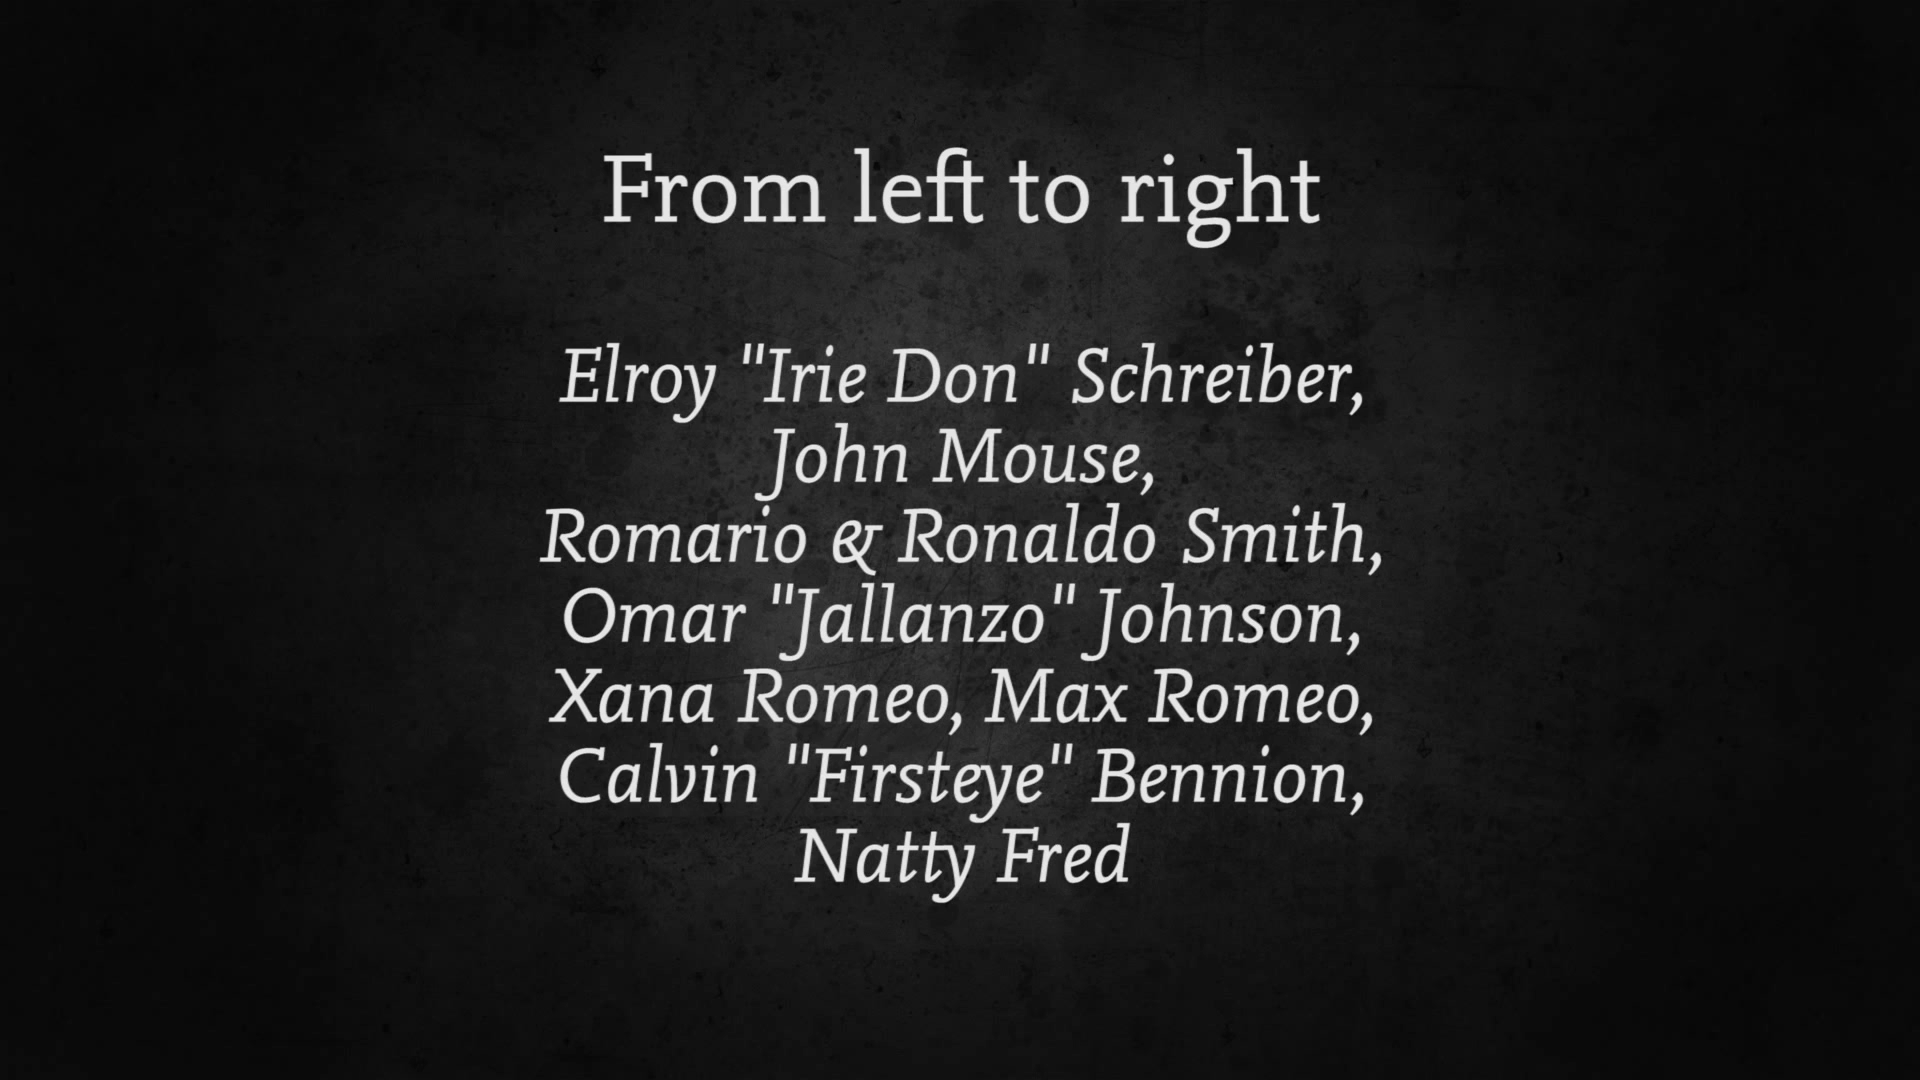 From left to right
Elroy "Irie Don" Schreiber,
John Mouse,
Romario & Ronaldo Smith,
Omar "Jallanzo" Johnson,
Xana Romeo, Max Romeo,
Calvin "Firsteye" Bennion,
Natty Fred